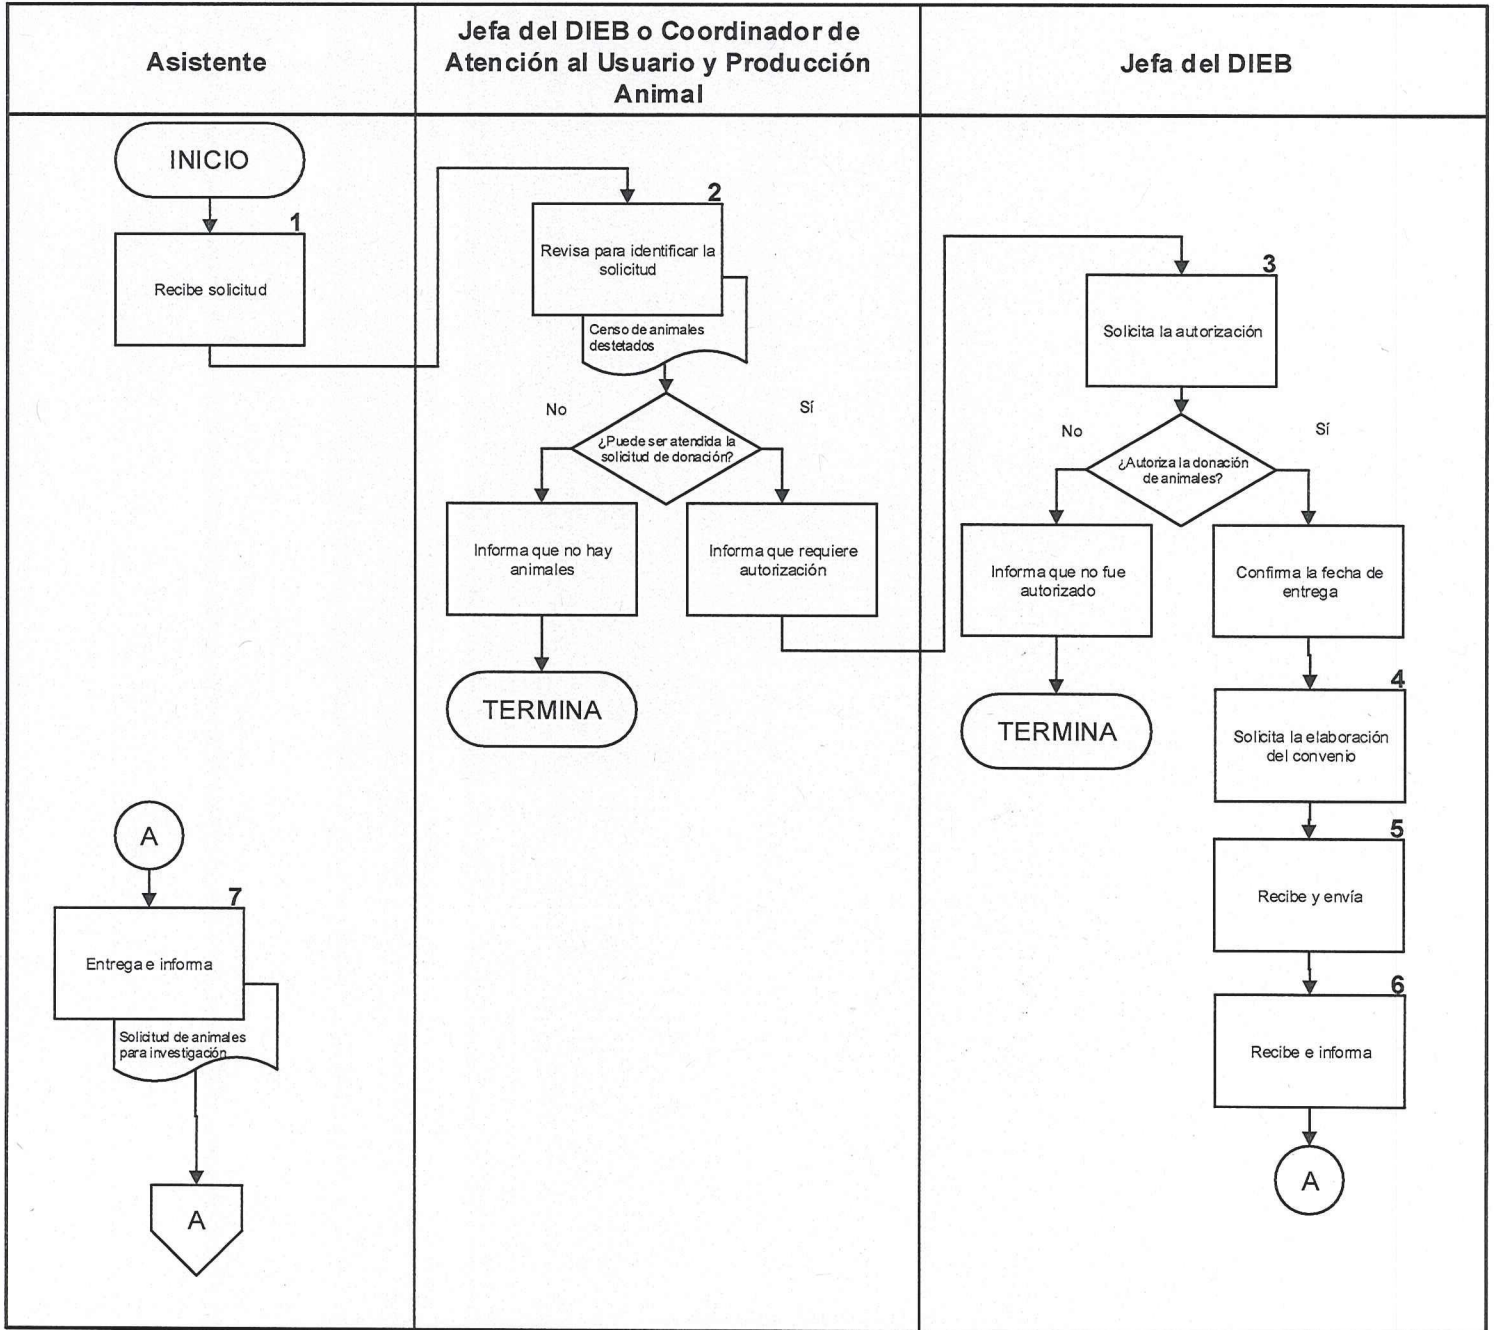 Asistente
Jefa del DIEB o Coordinador de
Atención al Usuario y Producción
Animal
Jefa del DIEB
INICIO
1
Recibe solicitud
2
Revisa para identificar la
solicitud
Censo de animales
destetados
No
Sí
¿Puede ser atendida la
solicitud de donación?
Informa que no hay
animales
Informa que requiere
autorización
TERMINA
3
Solicita la autorización
No
Sí
¿Autoriza la donación
de animales?
Informa que no fue
autorizado
Confirma la fecha de
entrega
TERMINA
4
Solicita la elaboración
del convenio
5
Recibe y envía
6
Recibe e informa
A
A
7
Entrega e informa
Solicitud de animales
para investigación
A